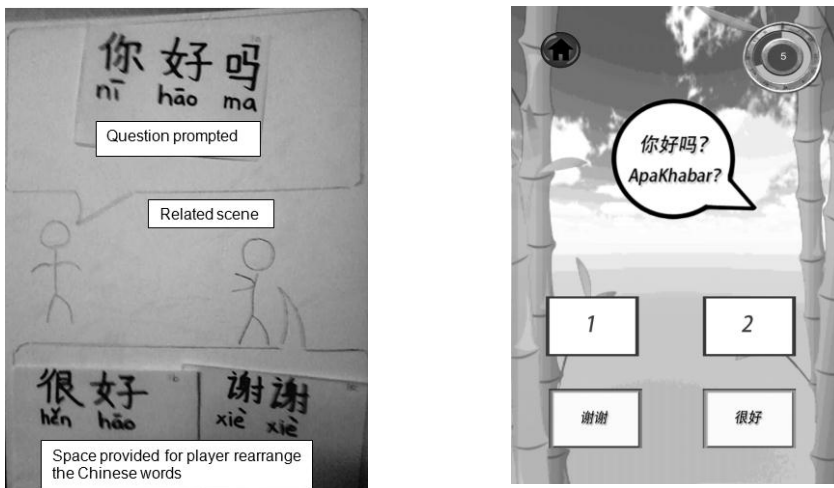 你 好 吗
nī hāo ma
Question prompted
Related scene
很 好
hěn hāo
谢 谢
xiè xiè
Space provided for player rearrange
the Chinese words
5
你好吗?
ApaKhabar?
1
2
谢谢
很好